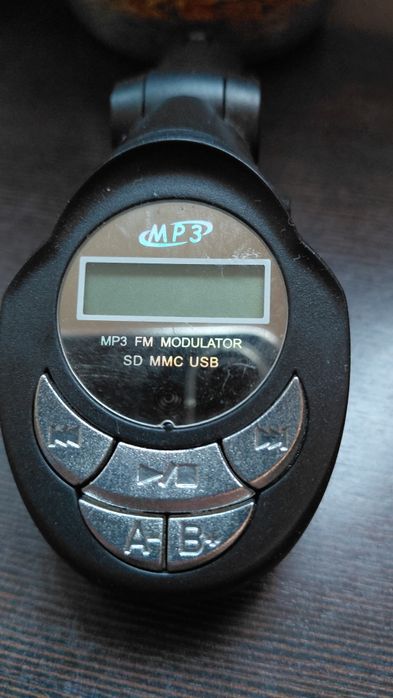 MP3
MP3 FM MODULATOR
SD MMC USB
A- B-